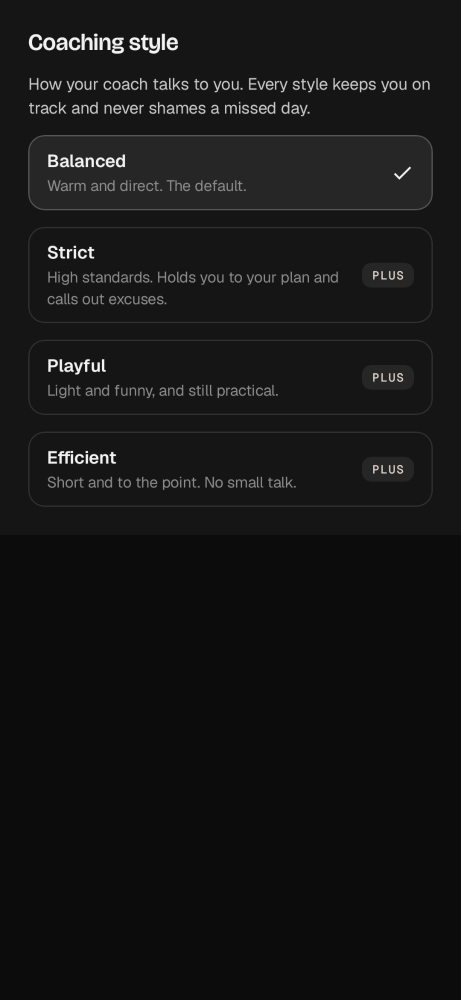 Coaching style
How your coach talks to you. Every style keeps you on
track and never shames a missed day.
Balanced
Warm and direct. The default.
Strict
High standards. Holds you to your plan and
calls out excuses.
PLUS
Playful
Light and funny, and still practical.
PLUS
Efficient
Short and to the point. No small talk.
PLUS